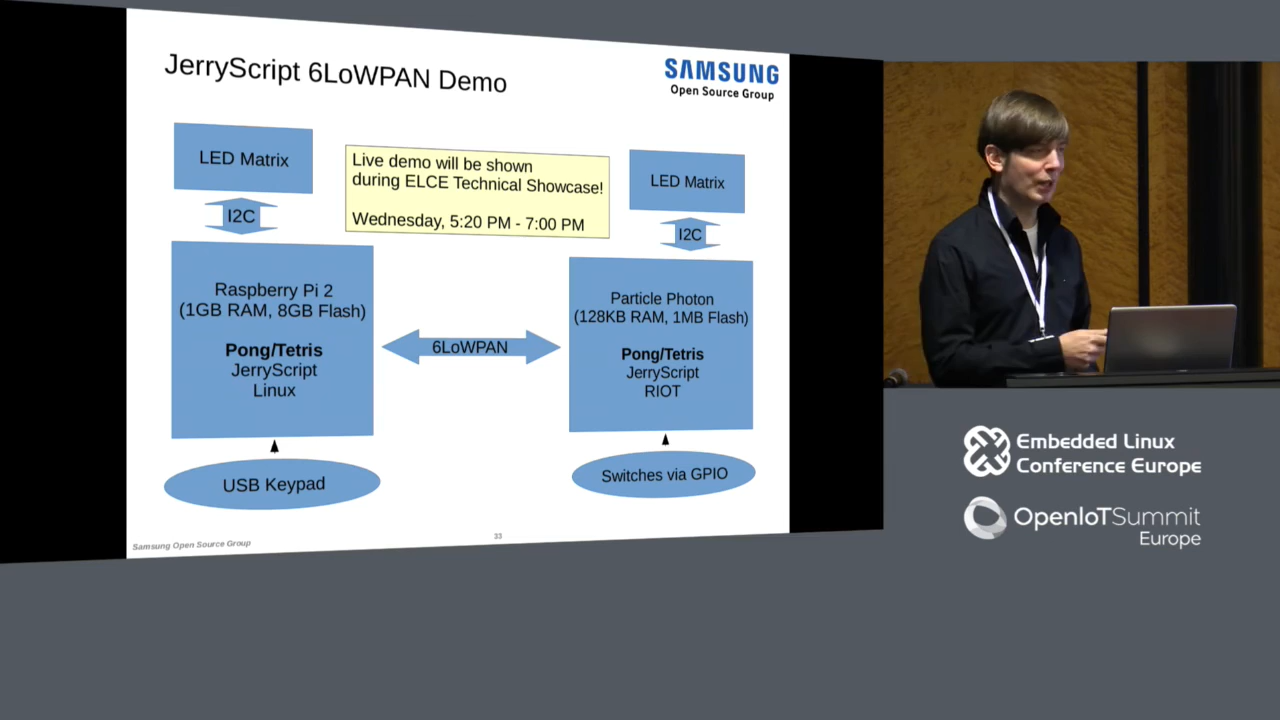 JerryScript 6LoWPAN Demo
SAMSUNG
Open Source Group
LED Matrix
I2C
Live demo will be shown
during ELCE Technical Showcase!
Wednesday, 5:20 PM - 7:00 PM
LED Matrix
I2C
Raspberry Pi 2
(1GB RAM, 8GB Flash)
Pong/Tetris
JerryScript
Linux
6LoWPAN
Particle Photon
(128KB RAM, 1MB Flash)
Pong/Tetris
JerryScript
RIOT
USB Keypad
Switches via GPIO
Samsung Open Source Group
33
Embedded Linux
Conference Europe
OpenIoTSummit
Europe